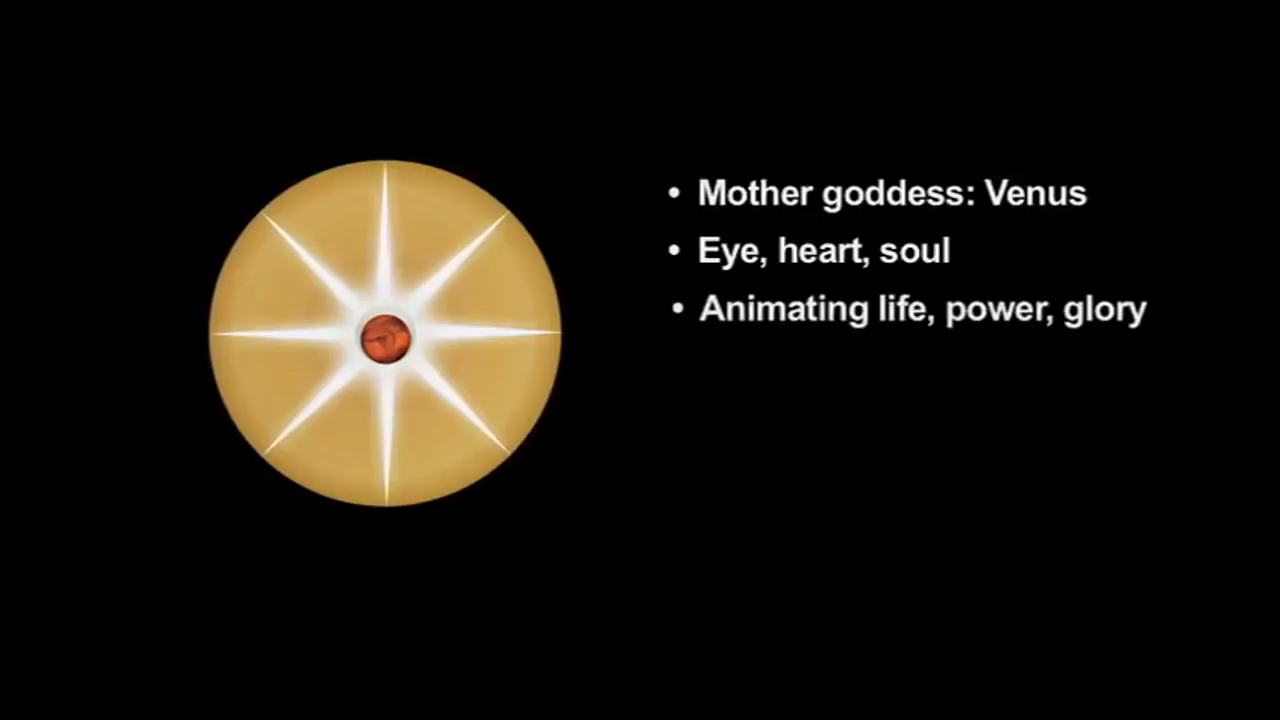 • Mother goddess: Venus
• Eye, heart, soul
• Animating life, power, glory